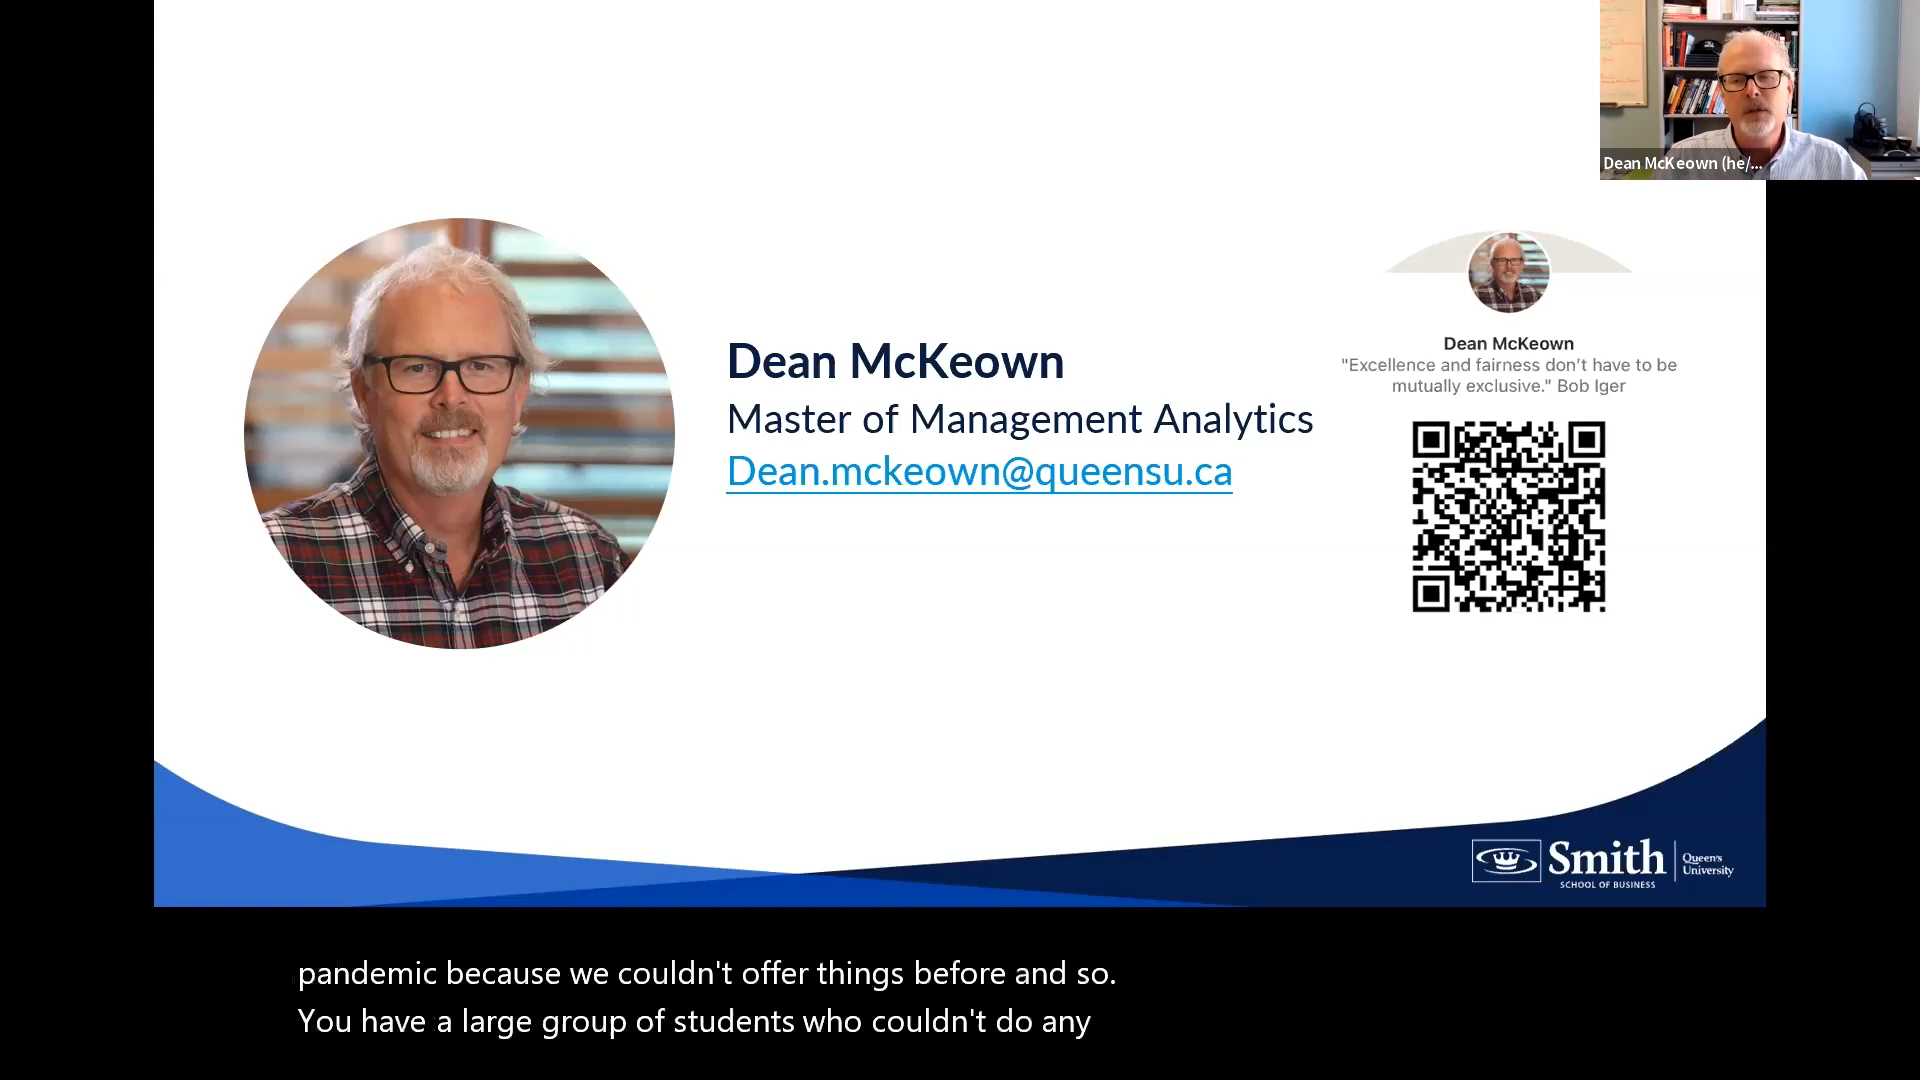 Dean McKeown (he/...
Dean McKeown
Master of Management Analytics
Dean.mckeown@queensu.ca
Dean McKeown
"Excellence and fairness don't have to be
mutually exclusive." Bob Iger
Smith
SCHOOL OF BUSINESS
Queen's
University
pandemic because we couldn't offer things before and so.
You have a large group of students who couldn't do any